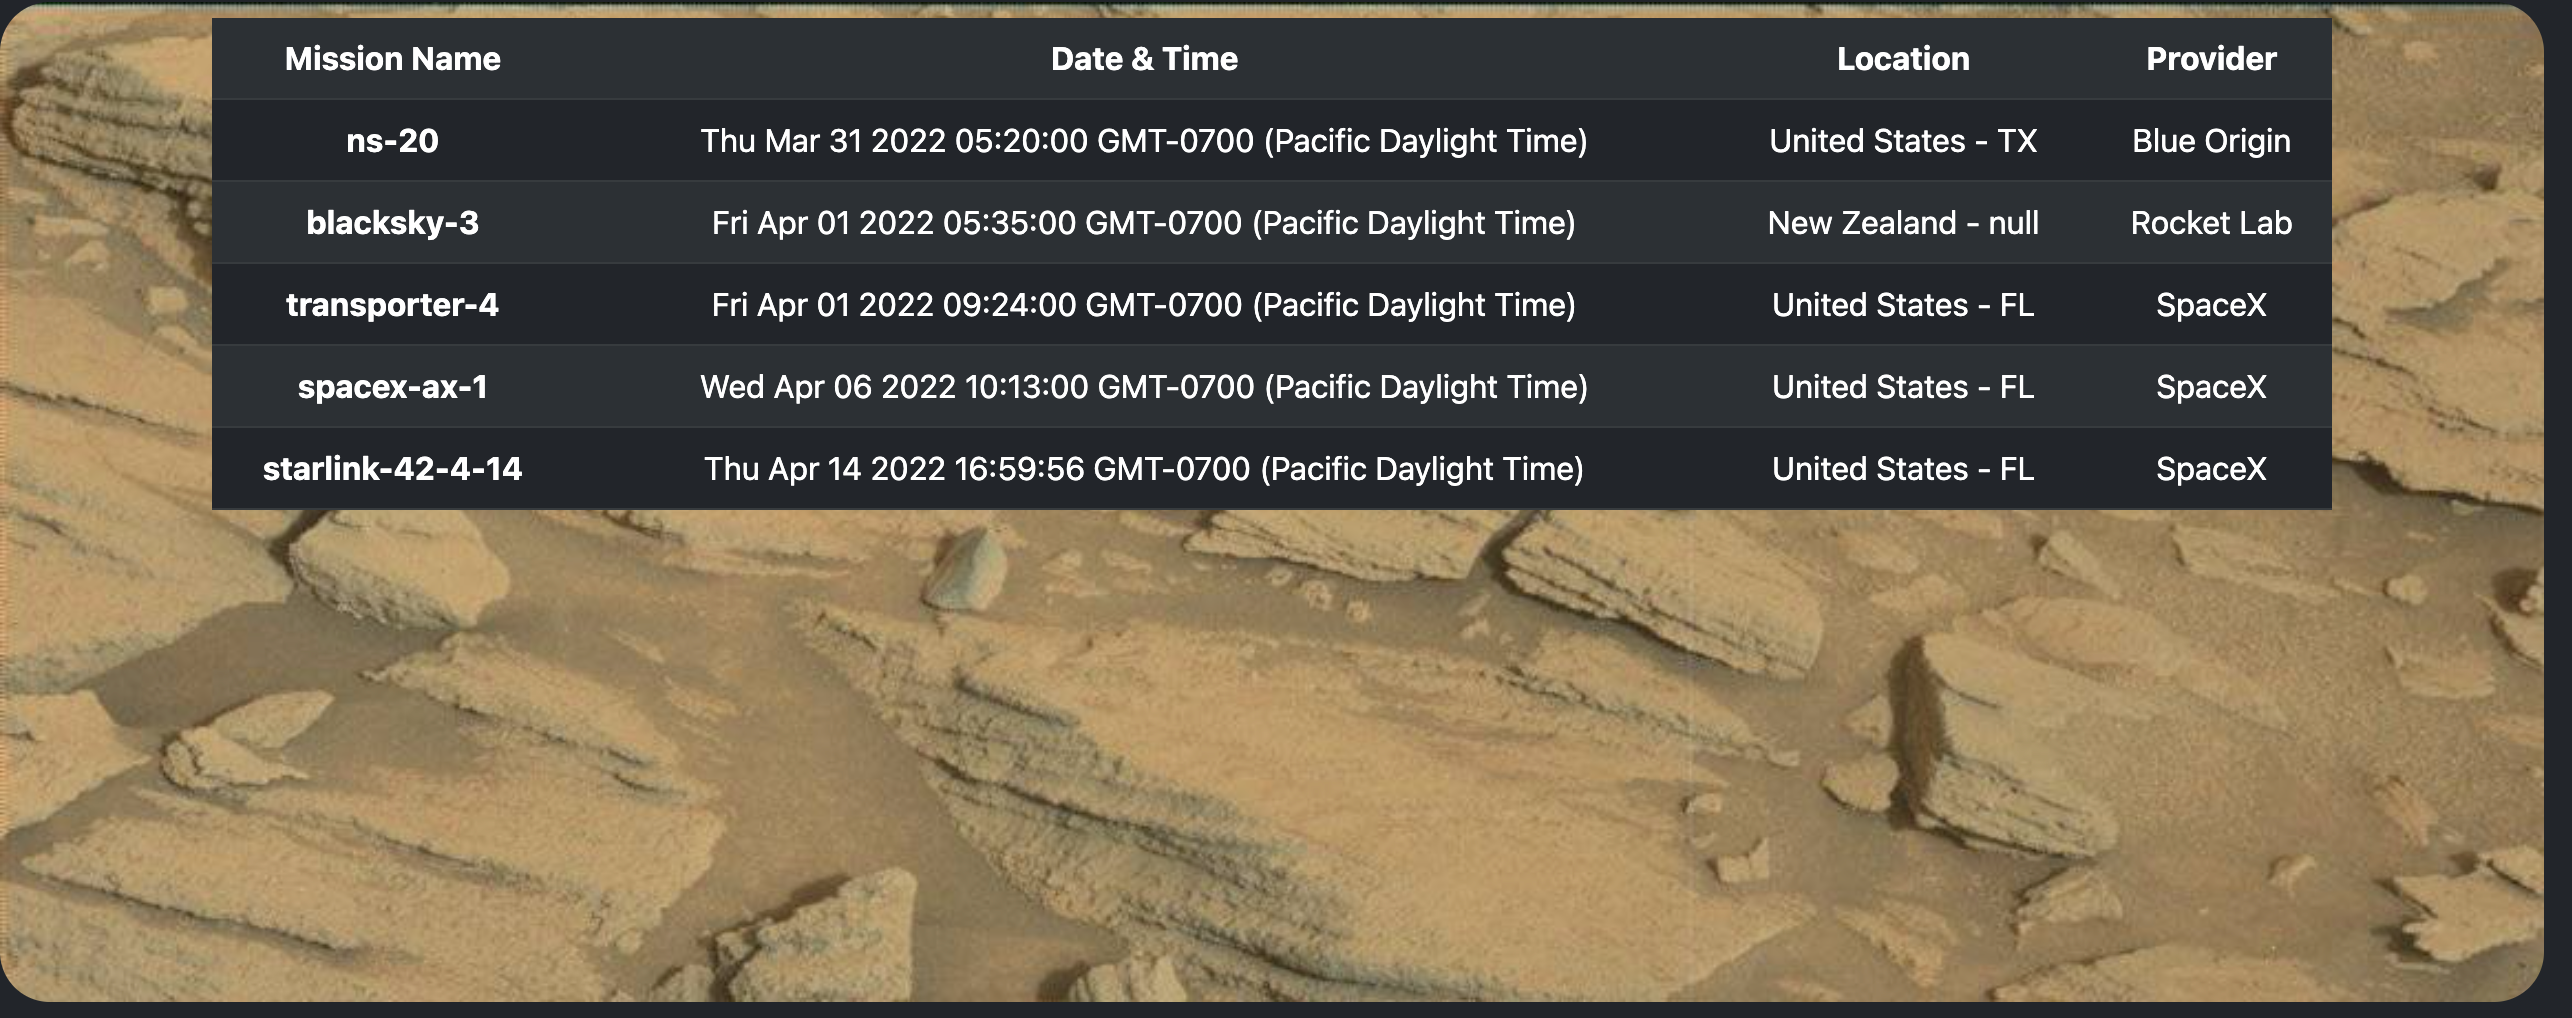 Mission Name Date & Time Location Provider
ns-20 Thu Mar 31 2022 05:20:00 GMT-0700 (Pacific Daylight Time) United States - TX Blue Origin
blacksky-3 Fri Apr 01 2022 05:35:00 GMT-0700 (Pacific Daylight Time) New Zealand - null Rocket Lab
transporter-4 Fri Apr 01 2022 09:24:00 GMT-0700 (Pacific Daylight Time) United States - FL SpaceX
spacex-ax-1 Wed Apr 06 2022 10:13:00 GMT-0700 (Pacific Daylight Time) United States - FL SpaceX
starlink-42-4-14 Thu Apr 14 2022 16:59:56 GMT-0700 (Pacific Daylight Time) United States - FL SpaceX